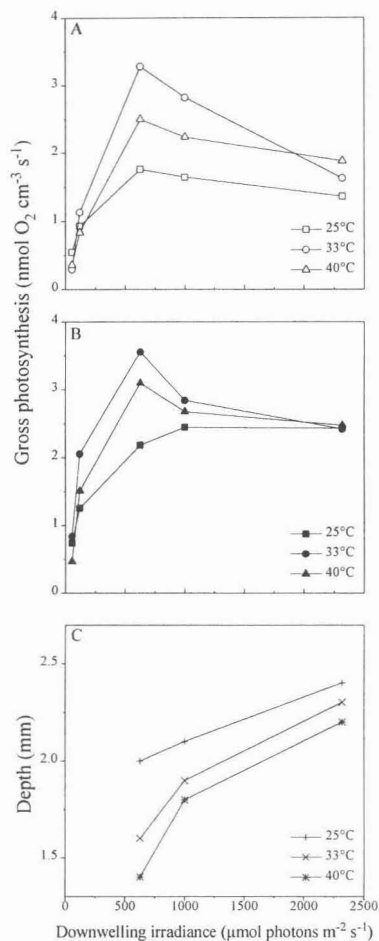 A
4
3
2
1
0
25°C
33°C
40°C
Gross photosynthesis (nmol O₂ cm⁻³ s⁻¹)
B
4
3
2
1
0
25°C
33°C
40°C
C
2.5
2.0
1.5
Depth (mm)
25°C
33°C
40°C
0 500 1000 1500 2000 2500
Downwelling irradiance (μmol photons m⁻² s⁻¹)